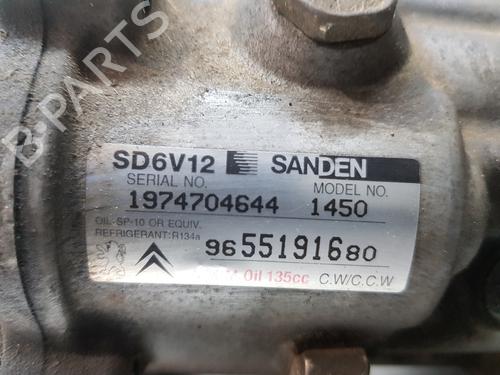 SD6V12 SANDEN
SERIAL NO. MODEL NO.
1974704644 1450
OIL-SP-10 OR EQUIV.
REFRIGERANT:R134a
9655191680
Oil 135cc C.W/C.C.W
B-PARTS